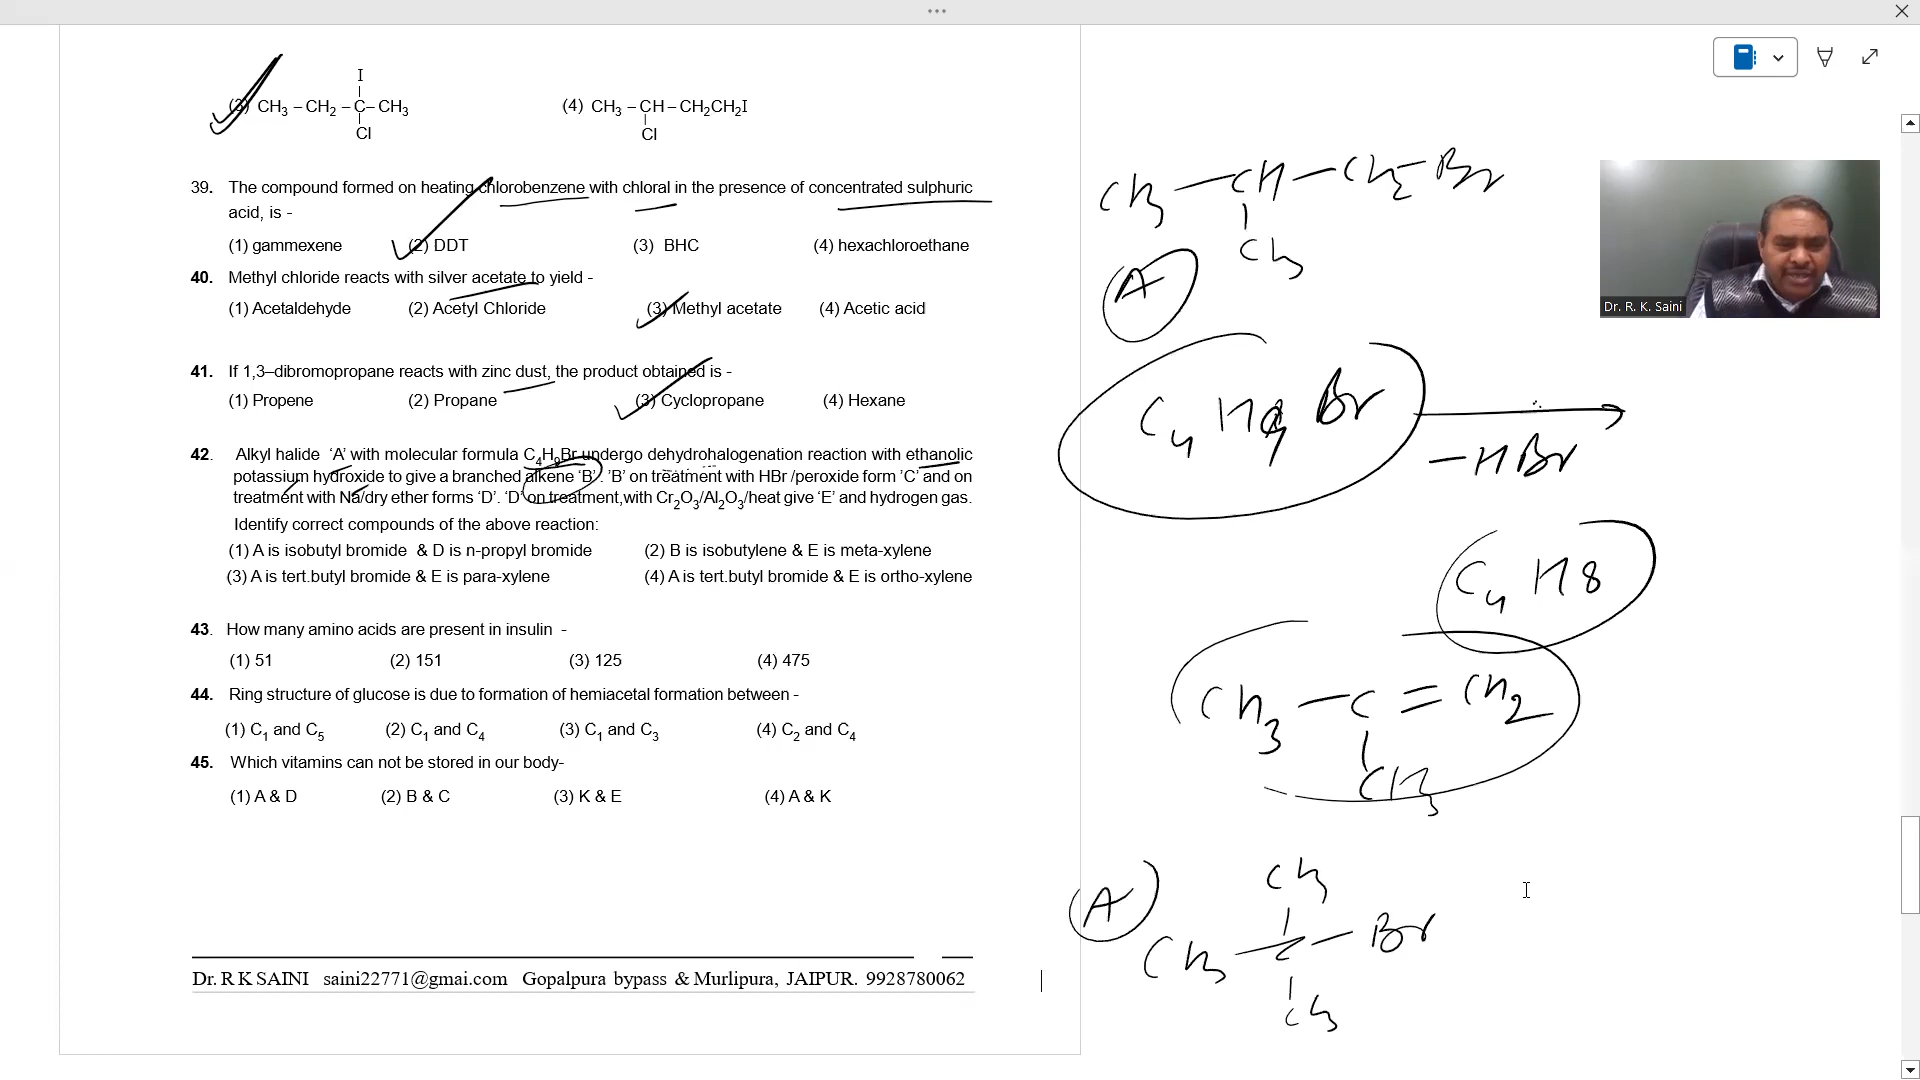 I
(3) CH3 – CH2 – C – CH3
Cl
(4) CH3 – CH – CH2CH2I
Cl
39. The compound formed on heating chlorobenzene with chloral in the presence of concentrated sulphuric
acid, is -
(1) gammexene (2) DDT (3) BHC (4) hexachloroethane
40. Methyl chloride reacts with silver acetate to yield -
(1) Acetaldehyde (2) Acetyl Chloride (3) Methyl acetate (4) Acetic acid
41. If 1,3–dibromopropane reacts with zinc dust, the product obtained is -
(1) Propene (2) Propane (3) Cyclopropane (4) Hexane
42. Alkyl halide 'A' with molecular formula C4H9Br undergo dehydrohalogenation reaction with ethanolic
potassium hydroxide to give a branched alkene 'B'. 'B' on treatment with HBr /peroxide form 'C' and on
treatment with Na/dry ether forms 'D'. 'D' on treatment,with Cr2O3/Al2O3/heat give 'E' and hydrogen gas.
Identify correct compounds of the above reaction:
(1) A is isobutyl bromide & D is n-propyl bromide (2) B is isobutylene & E is meta-xylene
(3) A is tert.butyl bromide & E is para-xylene (4) A is tert.butyl bromide & E is ortho-xylene
43. How many amino acids are present in insulin -
(1) 51 (2) 151 (3) 125 (4) 475
44. Ring structure of glucose is due to formation of hemiacetal formation between -
(1) C1 and C5 (2) C1 and C4 (3) C1 and C3 (4) C2 and C4
45. Which vitamins can not be stored in our body-
(1) A & D (2) B & C (3) K & E (4) A & K
Dr. R K SAINI saini22771@gmai.com Gopalpura bypass & Murlipura, JAIPUR. 9928780062
CH3 — CH — CH2 — Br
CH3
A
C4H9Br
-HBr
C4H8
CH3 — C = CH2
CH3
A
CH3
CH3 — C — Br
CH3
Dr. R. K. Saini